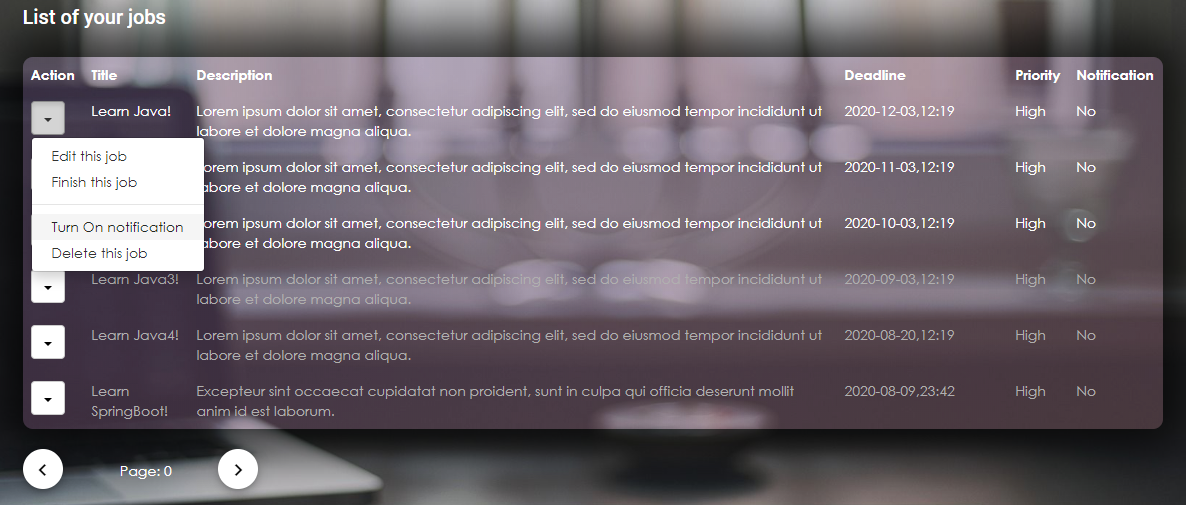 List of your jobs
Action Title Description Deadline Priority Notification
Learn Java! Lorem ipsum dolor sit amet, consectetur adipiscing elit, sed do eiusmod tempor incididunt ut 2020-12-03,12:19 High No
labore et dolore magna aliqua.
Edit this job
orem ipsum dolor sit amet, consectetur adipiscing elit, sed do eiusmod tempor incididunt ut 2020-11-03,12:19 High No
Finish this job
abore et dolore magna aliqua.
Turn On notification
orem ipsum dolor sit amet, consectetur adipiscing elit, sed do eiusmod tempor incididunt ut 2020-10-03,12:19 High No
abore et dolore magna aliqua.
Delete this job
Learn Java3! Lorem ipsum dolor sit amet, consectetur adipiscing elit, sed do eiusmod tempor incididunt ut 2020-09-03,12:19 High No
labore et dolore magna aliqua.
Learn Java4! Lorem ipsum dolor sit amet, consectetur adipiscing elit, sed do eiusmod tempor incididunt ut 2020-08-20,12:19 High No
labore et dolore magna aliqua.
Learn Excepteur sint occaecat cupidatat non proident, sunt in culpa qui officia deserunt mollit 2020-08-09,23:42 High No
SpringBoot! anim id est laborum.
Page: 0